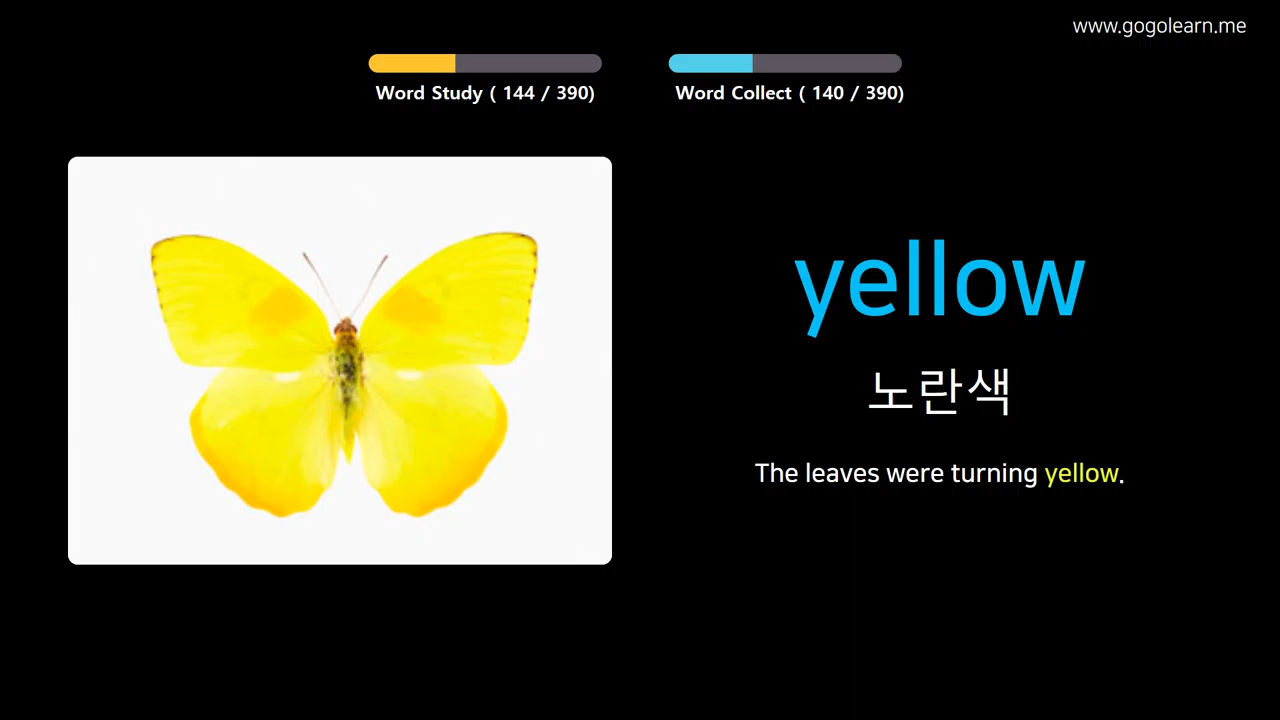 www.gogolearn.me
Word Study ( 144 / 390)
Word Collect ( 140 / 390)
yellow
노란색
The leaves were turning yellow.